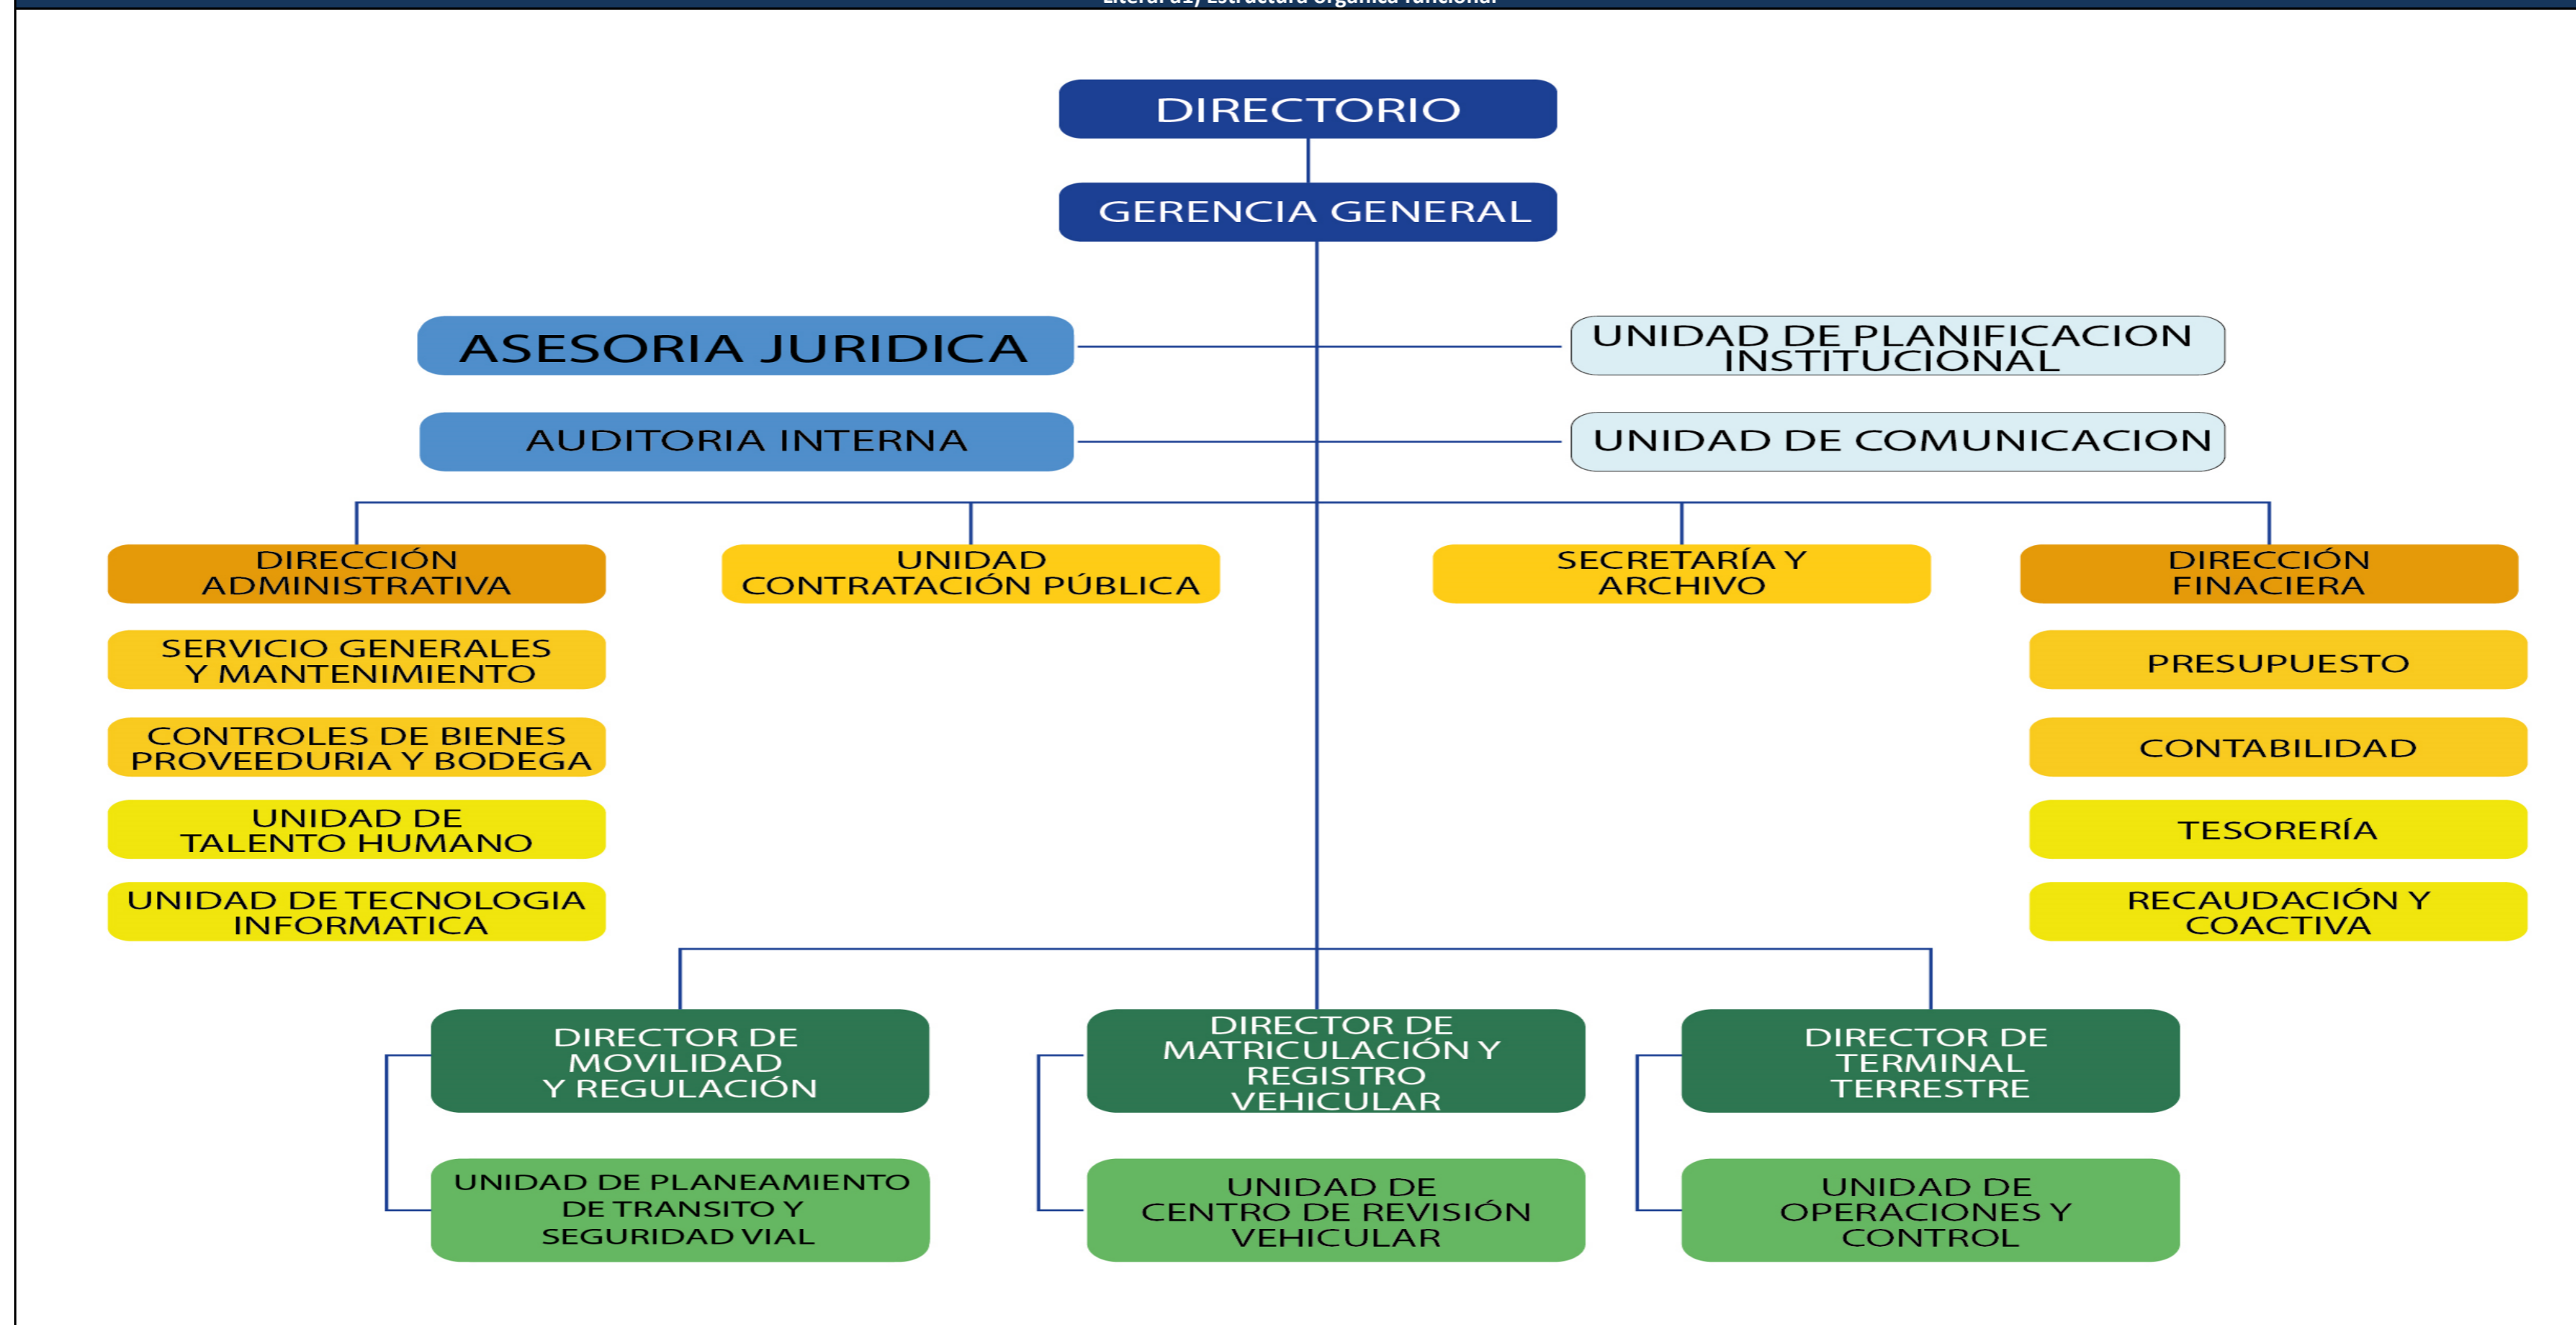 DIRECTORIO
GERENCIA GENERAL
ASESORIA JURIDICA
UNIDAD DE PLANIFICACION
INSTITUCIONAL
AUDITORIA INTERNA
UNIDAD DE COMUNICACION
DIRECCIÓN
ADMINISTRATIVA
UNIDAD
CONTRATACIÓN PÚBLICA
SECRETARÍA Y
ARCHIVO
DIRECCIÓN
FINACIERA
SERVICIO GENERALES
Y MANTENIMIENTO
PRESUPUESTO
CONTROLES DE BIENES
PROVEEDURIA Y BODEGA
CONTABILIDAD
UNIDAD DE
TALENTO HUMANO
TESORERÍA
UNIDAD DE TECNOLOGIA
INFORMATICA
RECAUDACIÓN Y
COACTIVA
DIRECTOR DE
MOVILIDAD
Y REGULACIÓN
DIRECTOR DE
MATRICULACIÓN Y
REGISTRO
VEHICULAR
DIRECTOR DE
TERMINAL
TERRESTRE
UNIDAD DE PLANEAMIENTO
DE TRANSITO Y
SEGURIDAD VIAL
UNIDAD DE
CENTRO DE REVISIÓN
VEHICULAR
UNIDAD DE
OPERACIONES Y
CONTROL